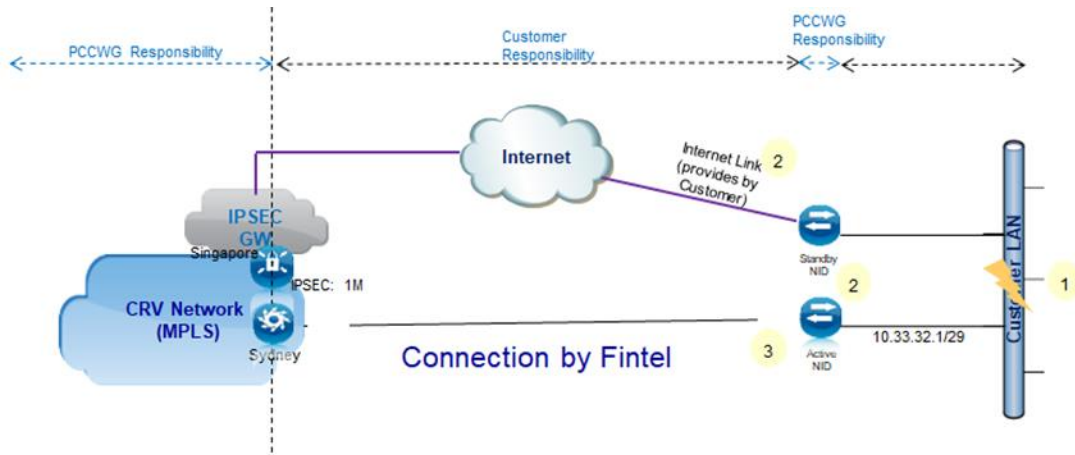 PCCWG Responsibility
Customer
Responsibility
PCCWG
Responsibility
Internet
Internet Link
(provides by
Customer)
2
IPSEC
GW
Singapore
IPSEC: 1M
CRV Network
(MPLS)
Sydney
Standby
NID
2
Connection by Fintel
3
Active
NID
10.33.32.1/29
Customer LAN
1